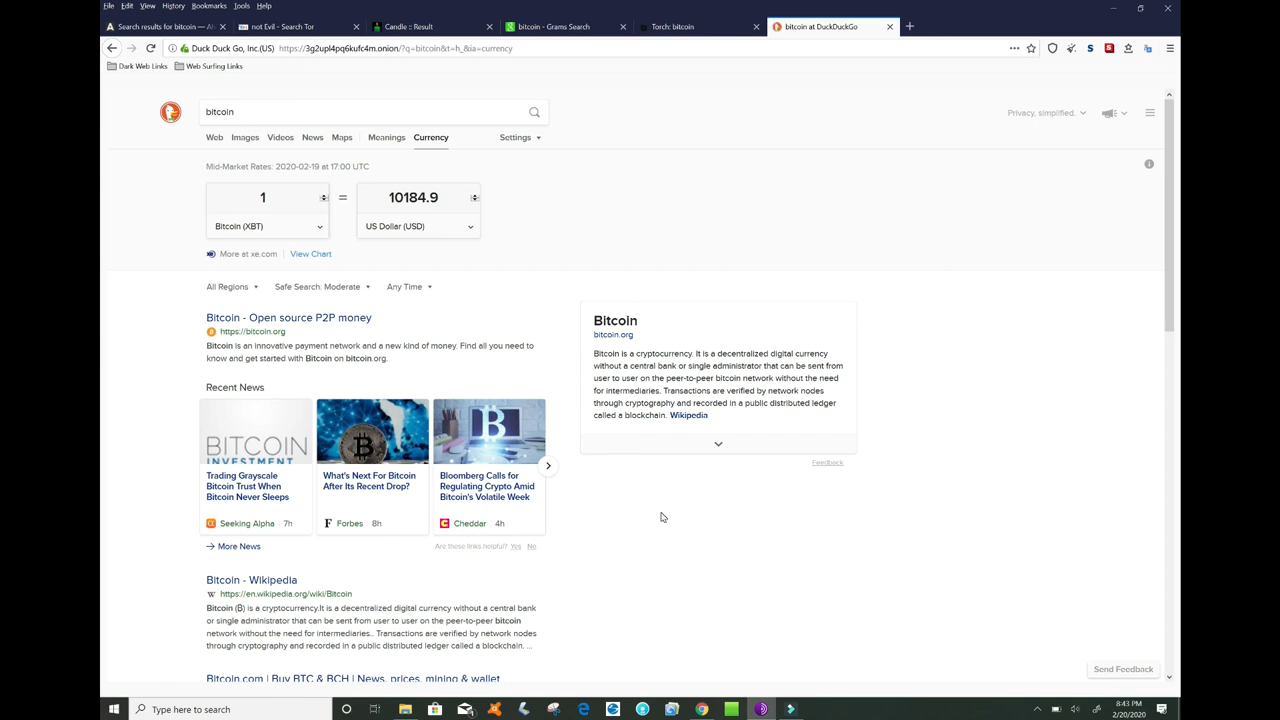 File Edit View History Bookmarks Tools Help
Search results for bitcoin — A
not Evil - Search Tor
Candle :: Result
bitcoin - Grams Search
Torch: bitcoin
bitcoin at DuckDuckGo
Duck Duck Go, Inc.(US) https://3g2upl4pq6kufc4m.onion/?q=bitcoin&t=h_&ia=currency
Dark Web Links Web Surfing Links
bitcoin
Privacy, simplified.
Web Images Videos News Maps Meanings Currency Settings
Mid-Market Rates: 2020-02-19 at 17:00 UTC
1 = 10184.9
Bitcoin (XBT) US Dollar (USD)
More at xe.com View Chart
All Regions Safe Search: Moderate Any Time
Bitcoin - Open source P2P money
https://bitcoin.org
Bitcoin is an innovative payment network and a new kind of money. Find all you need to
know and get started with Bitcoin on bitcoin.org.
Recent News
BITCOIN
INVESTMENT
Trading Grayscale
Bitcoin Trust When
Bitcoin Never Sleeps
Seeking Alpha 7h
What's Next For Bitcoin
After Its Recent Drop?
Forbes 8h
Bloomberg Calls for
Regulating Crypto Amid
Bitcoin's Volatile Week
Cheddar 4h
More News
Are these links helpful? Yes No
Bitcoin - Wikipedia
https://en.wikipedia.org/wiki/Bitcoin
Bitcoin (₿) is a cryptocurrency.It is a decentralized digital currency without a central bank
or single administrator that can be sent from user to user on the peer-to-peer bitcoin
network without the need for intermediaries.. Transactions are verified by network nodes
through cryptography and recorded in a public distributed ledger called a blockchain. ...
Bitcoin.com | Buy BTC & BCH | News, prices, mining & wallet
Bitcoin
bitcoin.org
Bitcoin is a cryptocurrency. It is a decentralized digital currency
without a central bank or single administrator that can be sent from
user to user on the peer-to-peer bitcoin network without the need
for intermediaries. Transactions are verified by network nodes
through cryptography and recorded in a public distributed ledger
called a blockchain. Wikipedia
Feedback
Send Feedback
Type here to search
8:43 PM
2/20/2020